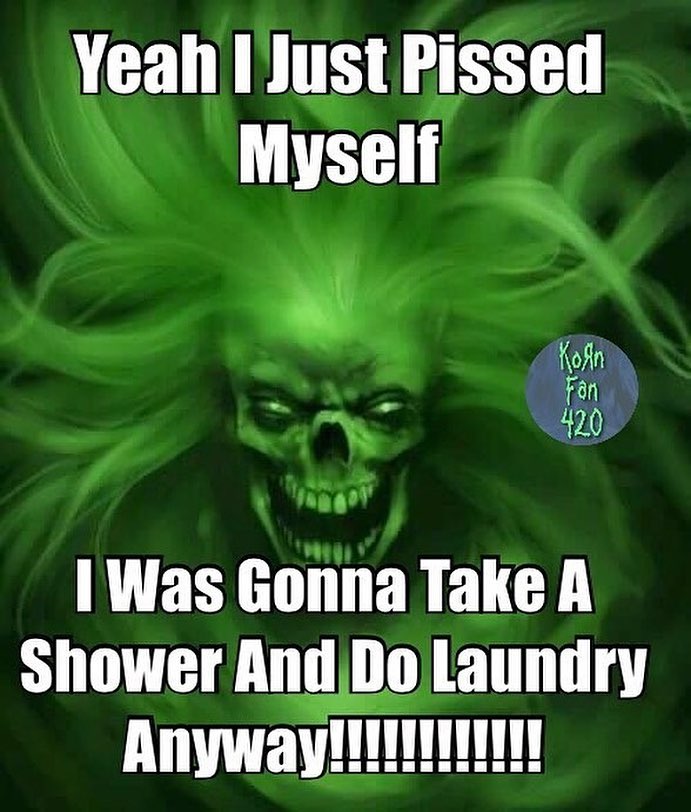 Yeah I Just Pissed
Myself
KoЯn
Fan
420
I Was Gonna Take A
Shower And Do Laundry
Anyway!!!!!!!!!!!!